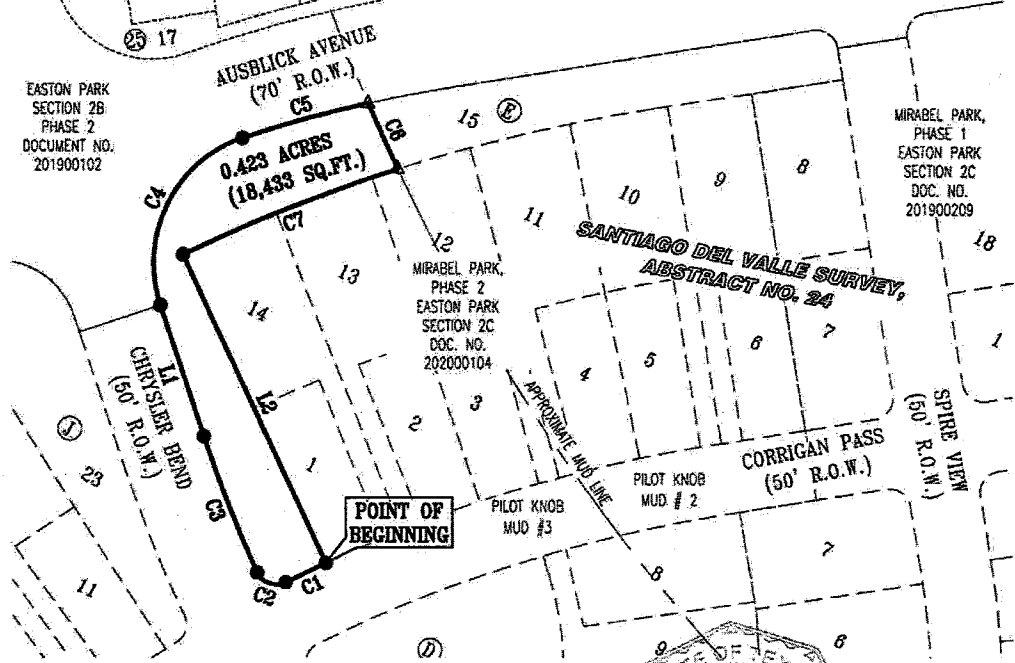 25 17
AUSBLICK AVENUE
(70' R.O.W.)
EASTON PARK
SECTION 2B
PHASE 2
DOCUMENT NO.
201900102
C5
C6
15 E
MIRABEL PARK,
PHASE 1
EASTON PARK
SECTION 2C
DOC. NO.
201900209
0.423 ACRES
(18,433 SQ.FT.)
C4
C7
8
9
10
11
12
13
14
18
SANTIAGO DEL VALLE SURVEY,
ABSTRACT NO. 24
MIRABEL PARK,
PHASE 2
EASTON PARK
SECTION 2C
DOC. NO.
202000104
L1
CHRYSLER BEND
(50' R.O.W.)
L2
1
2
3
4
5
6
7
1
APPROXIMATE MUD LINE
J
23
C3
SPIRE VIEW
(50' R.O.W.)
CORRIGAN PASS
(50' R.O.W.)
PILOT KNOB
MUD # 2
PILOT KNOB
MUD #3
POINT OF
BEGINNING
C2
C1
11
7
8
D
9
6